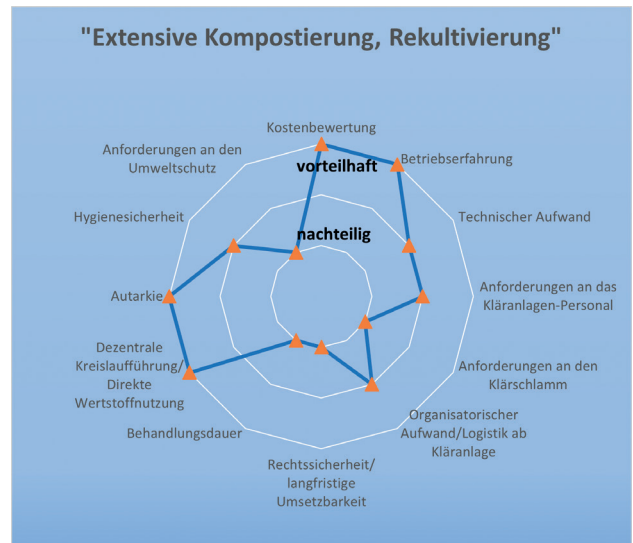 "Extensive Kompostierung, Rekultivierung"
Kostenbewertung
Anforderungen an den
Umweltschutz
vorteilhaft
Betriebserfahrung
Hygienesicherheit
Technischer Aufwand
nachteilig
Autarkie
Anforderungen an das
Kläranlagen-Personal
Dezentrale
Kreislaufführung/
Direkte
Wertstoffnutzung
Anforderungen an den
Klärschlamm
Behandlungsdauer
Organisatorischer
Aufwand/Logistik ab
Kläranlage
Rechtssicherheit/
langfristige
Umsetzbarkeit